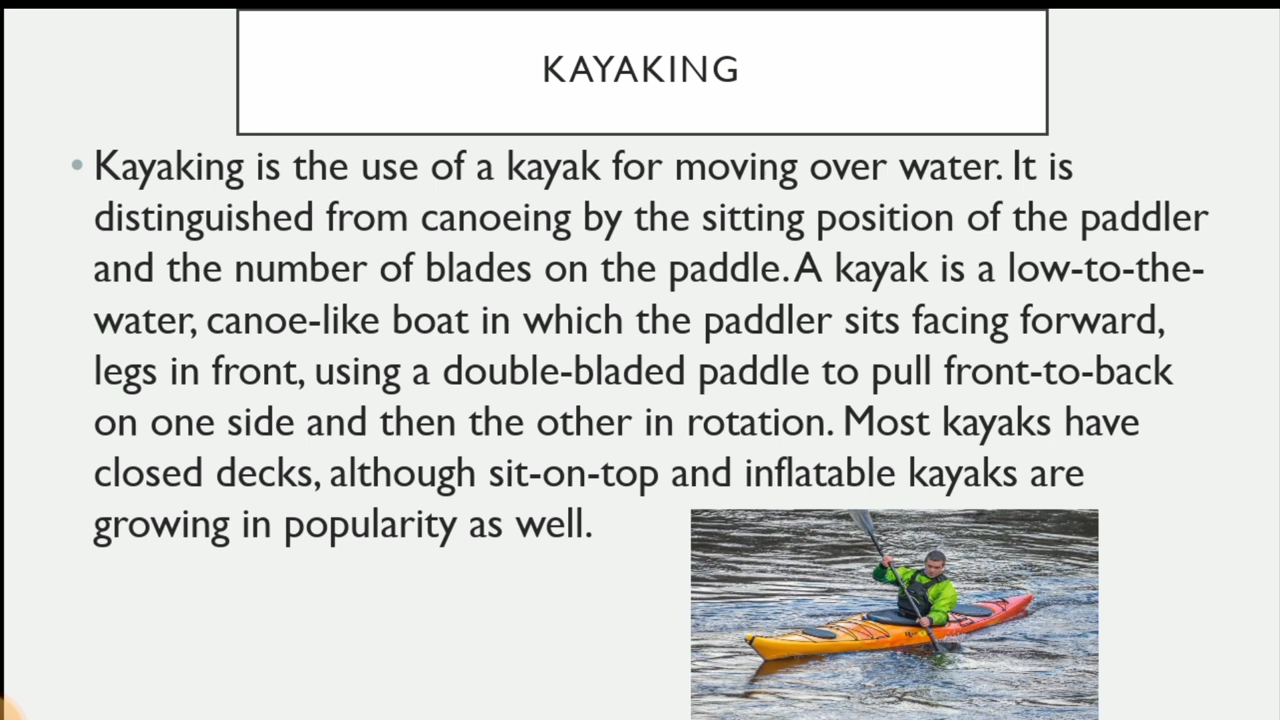 KAYAKING
• Kayaking is the use of a kayak for moving over water. It is
distinguished from canoeing by the sitting position of the paddler
and the number of blades on the paddle. A kayak is a low-to-the-
water, canoe-like boat in which the paddler sits facing forward,
legs in front, using a double-bladed paddle to pull front-to-back
on one side and then the other in rotation. Most kayaks have
closed decks, although sit-on-top and inflatable kayaks are
growing in popularity as well.